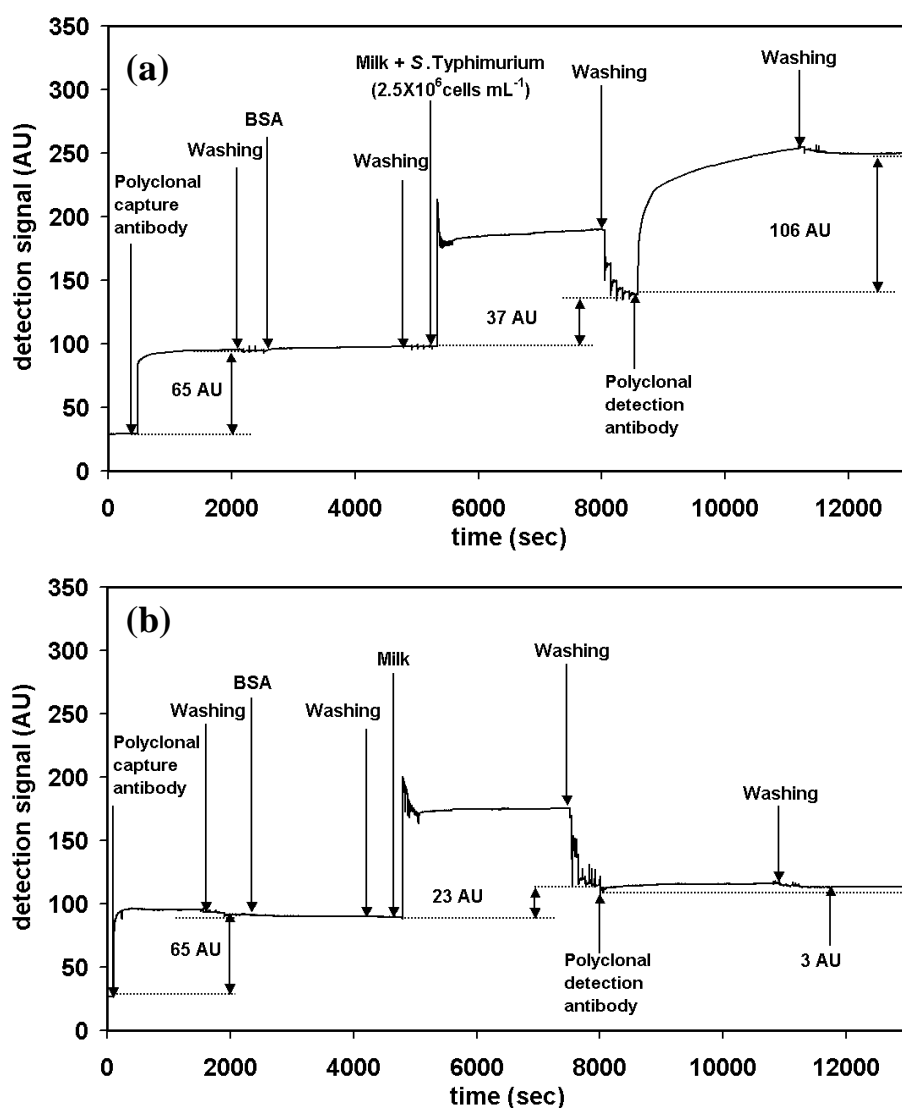 (a)
Milk + S.Typhimurium
(2.5X10⁶cells mL⁻¹)
Washing
Washing
BSA
Washing
Washing
Polyclonal
capture
antibody
65 AU
37 AU
106 AU
Polyclonal
detection
antibody
detection signal (AU)
350
300
250
200
150
100
50
0
0 2000 4000 6000 8000 10000 12000
time (sec)
(b)
Milk
Washing
BSA
Washing
Washing
Polyclonal
capture
antibody
Washing
65 AU
23 AU
3 AU
Polyclonal
detection
antibody
detection signal (AU)
350
300
250
200
150
100
50
0
0 2000 4000 6000 8000 10000 12000
time (sec)